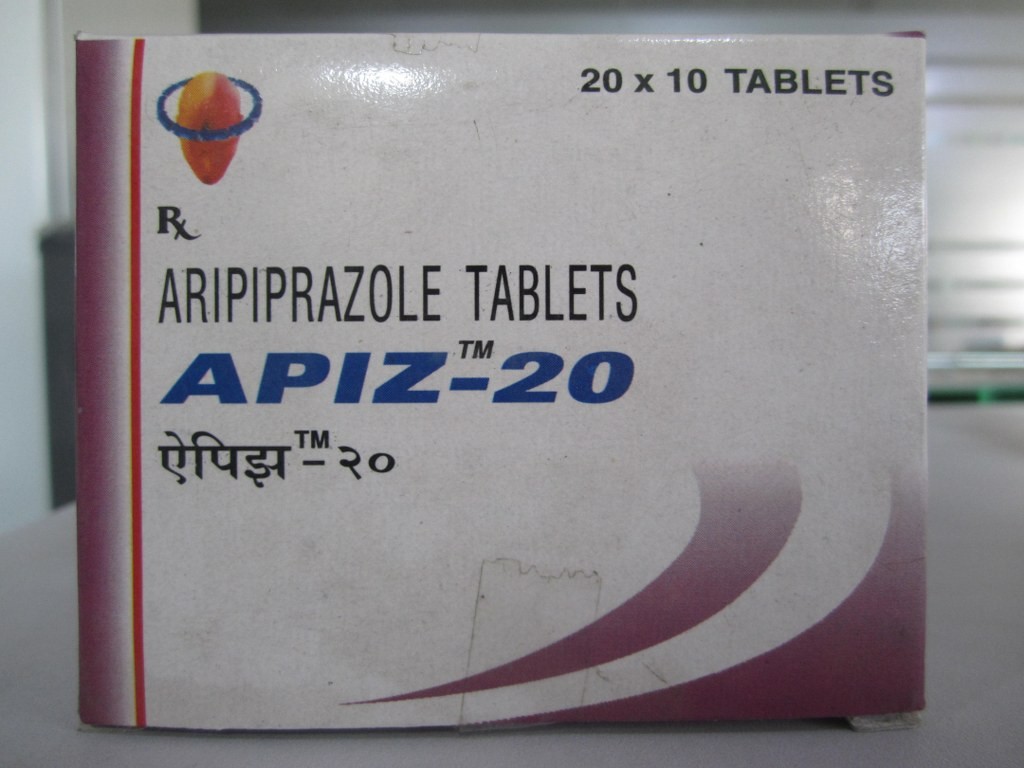 20 x 10 TABLETS
Rx
ARIPIPRAZOLE TABLETS
APIZ™-20
ऐपिझ™-२०